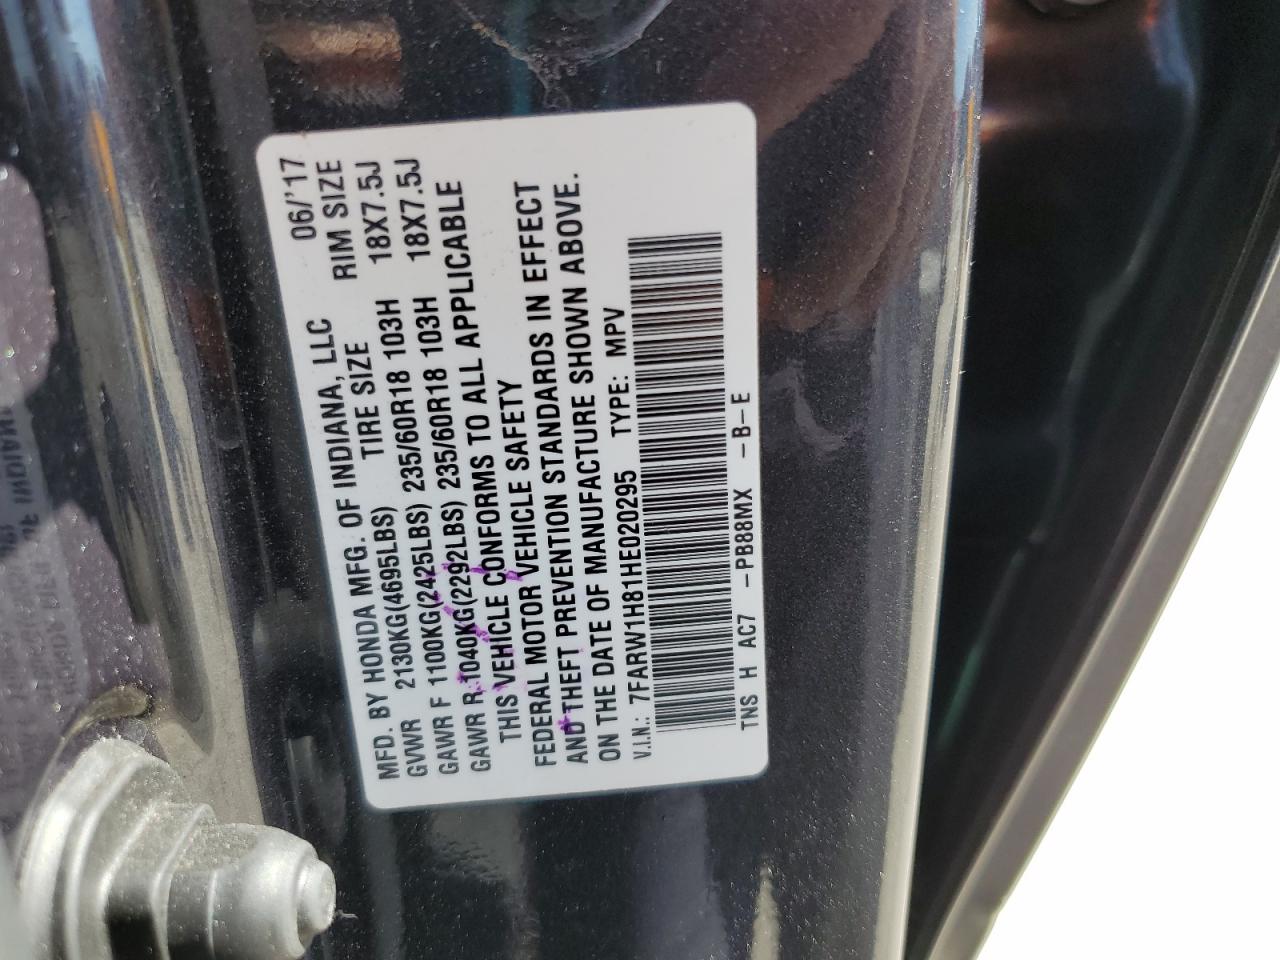 MFD. BY HONDA MFG. OF INDIANA, LLC 06/'17
GVWR 2130KG(4695LBS) TIRE SIZE RIM SIZE
GAWR F 1100KG(2425LBS) 235/60R18 103H 18X7.5J
GAWR R 1040KG(2292LBS) 235/60R18 103H 18X7.5J
THIS VEHICLE CONFORMS TO ALL APPLICABLE
FEDERAL MOTOR VEHICLE SAFETY
AND THEFT PREVENTION STANDARDS IN EFFECT
ON THE DATE OF MANUFACTURE SHOWN ABOVE.
V.I.N.: 7FARW1H81HE020295 TYPE: MPV
TNS H AC7 -PB88MX -B-E